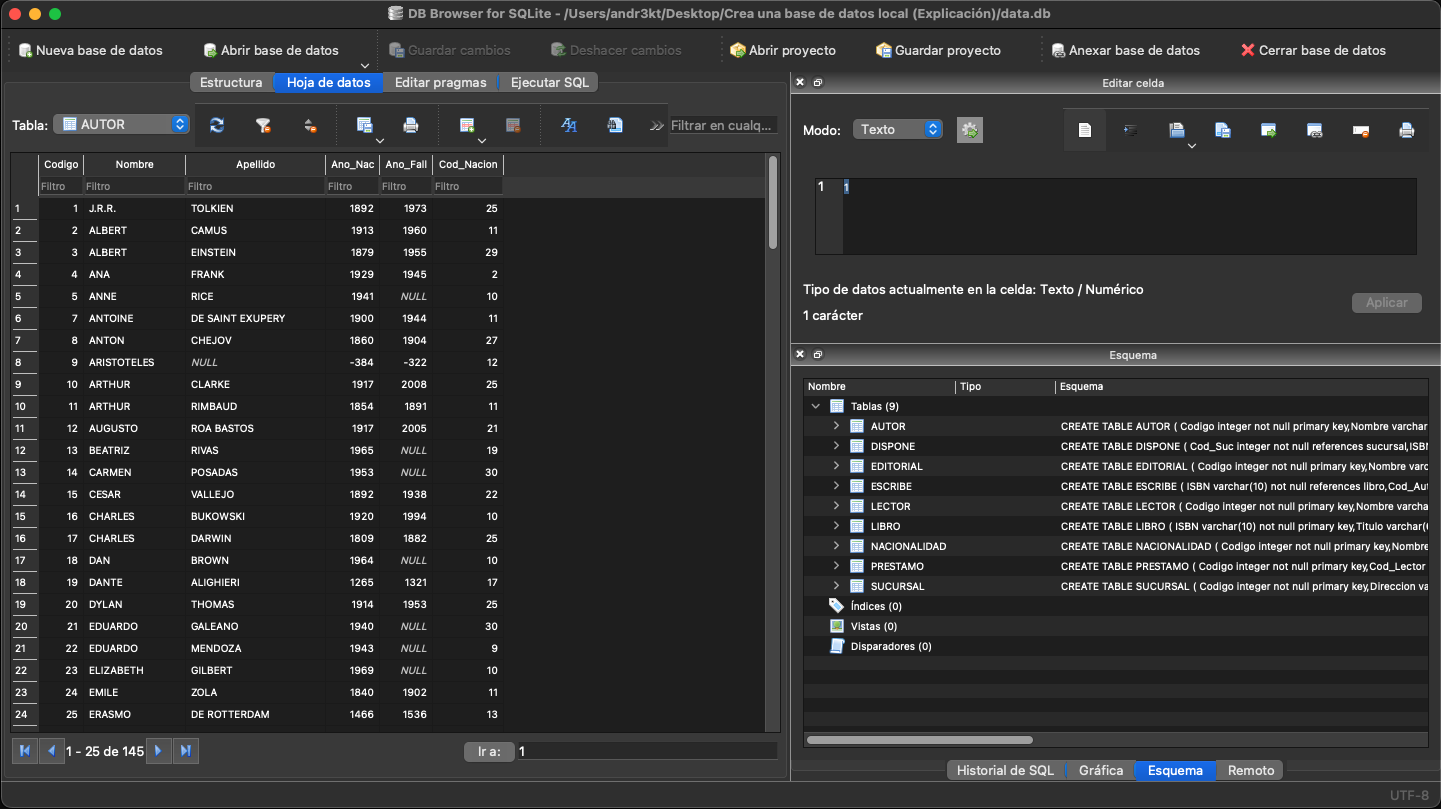 DB Browser for SQLite - /Users/andr3kt/Desktop/Crea una base de datos local (Explicación)/data.db
Nueva base de datos Abrir base de datos Guardar cambios Deshacer cambios Abrir proyecto Guardar proyecto Anexar base de datos Cerrar base de datos
Estructura Hoja de datos Editar pragmas Ejecutar SQL
Tabla: AUTOR Filtrar en cualq...
Codigo Nombre Apellido Ano_Nac Ano_Fall Cod_Nacion
Filtro Filtro Filtro Filtro Filtro Filtro
1 1 J.R.R. TOLKIEN 1892 1973 25
2 2 ALBERT CAMUS 1913 1960 11
3 3 ALBERT EINSTEIN 1879 1955 29
4 4 ANA FRANK 1929 1945 2
5 5 ANNE RICE 1941 NULL 10
6 7 ANTOINE DE SAINT EXUPERY 1900 1944 11
7 8 ANTON CHEJOV 1860 1904 27
8 9 ARISTOTELES NULL -384 -322 12
9 10 ARTHUR CLARKE 1917 2008 25
10 11 ARTHUR RIMBAUD 1854 1891 11
11 12 AUGUSTO ROA BASTOS 1917 2005 21
12 13 BEATRIZ RIVAS 1965 NULL 19
13 14 CARMEN POSADAS 1953 NULL 30
14 15 CESAR VALLEJO 1892 1938 22
15 16 CHARLES BUKOWSKI 1920 1994 10
16 17 CHARLES DARWIN 1809 1882 25
17 18 DAN BROWN 1964 NULL 10
18 19 DANTE ALIGHIERI 1265 1321 17
19 20 DYLAN THOMAS 1914 1953 25
20 21 EDUARDO GALEANO 1940 NULL 30
21 22 EDUARDO MENDOZA 1943 NULL 9
22 23 ELIZABETH GILBERT 1969 NULL 10
23 24 EMILE ZOLA 1840 1902 11
24 25 ERASMO DE ROTTERDAM 1466 1536 13
1 - 25 de 145 Ir a: 1
Editar celda
Modo: Texto
1 1
Tipo de datos actualmente en la celda: Texto / Numérico
1 carácter
Aplicar
Esquema
Nombre Tipo Esquema
Tablas (9)
AUTOR CREATE TABLE AUTOR ( Codigo integer not null primary key,Nombre varchar
DISPONE CREATE TABLE DISPONE ( Cod_Suc integer not null references sucursal,ISBN
EDITORIAL CREATE TABLE EDITORIAL ( Codigo integer not null primary key,Nombre varc
ESCRIBE CREATE TABLE ESCRIBE ( ISBN varchar(10) not null references libro,Cod_Aut
LECTOR CREATE TABLE LECTOR ( Codigo integer not null primary key,Nombre varcha
LIBRO CREATE TABLE LIBRO ( ISBN varchar(10) not null primary key,Titulo varchar(6
NACIONALIDAD CREATE TABLE NACIONALIDAD ( Codigo integer not null primary key,Nombre
PRESTAMO CREATE TABLE PRESTAMO ( Codigo integer not null primary key,Cod_Lector
SUCURSAL CREATE TABLE SUCURSAL ( Codigo integer not null primary key,Direccion va
Índices (0)
Vistas (0)
Disparadores (0)
Historial de SQL Gráfica Esquema Remoto
UTF-8